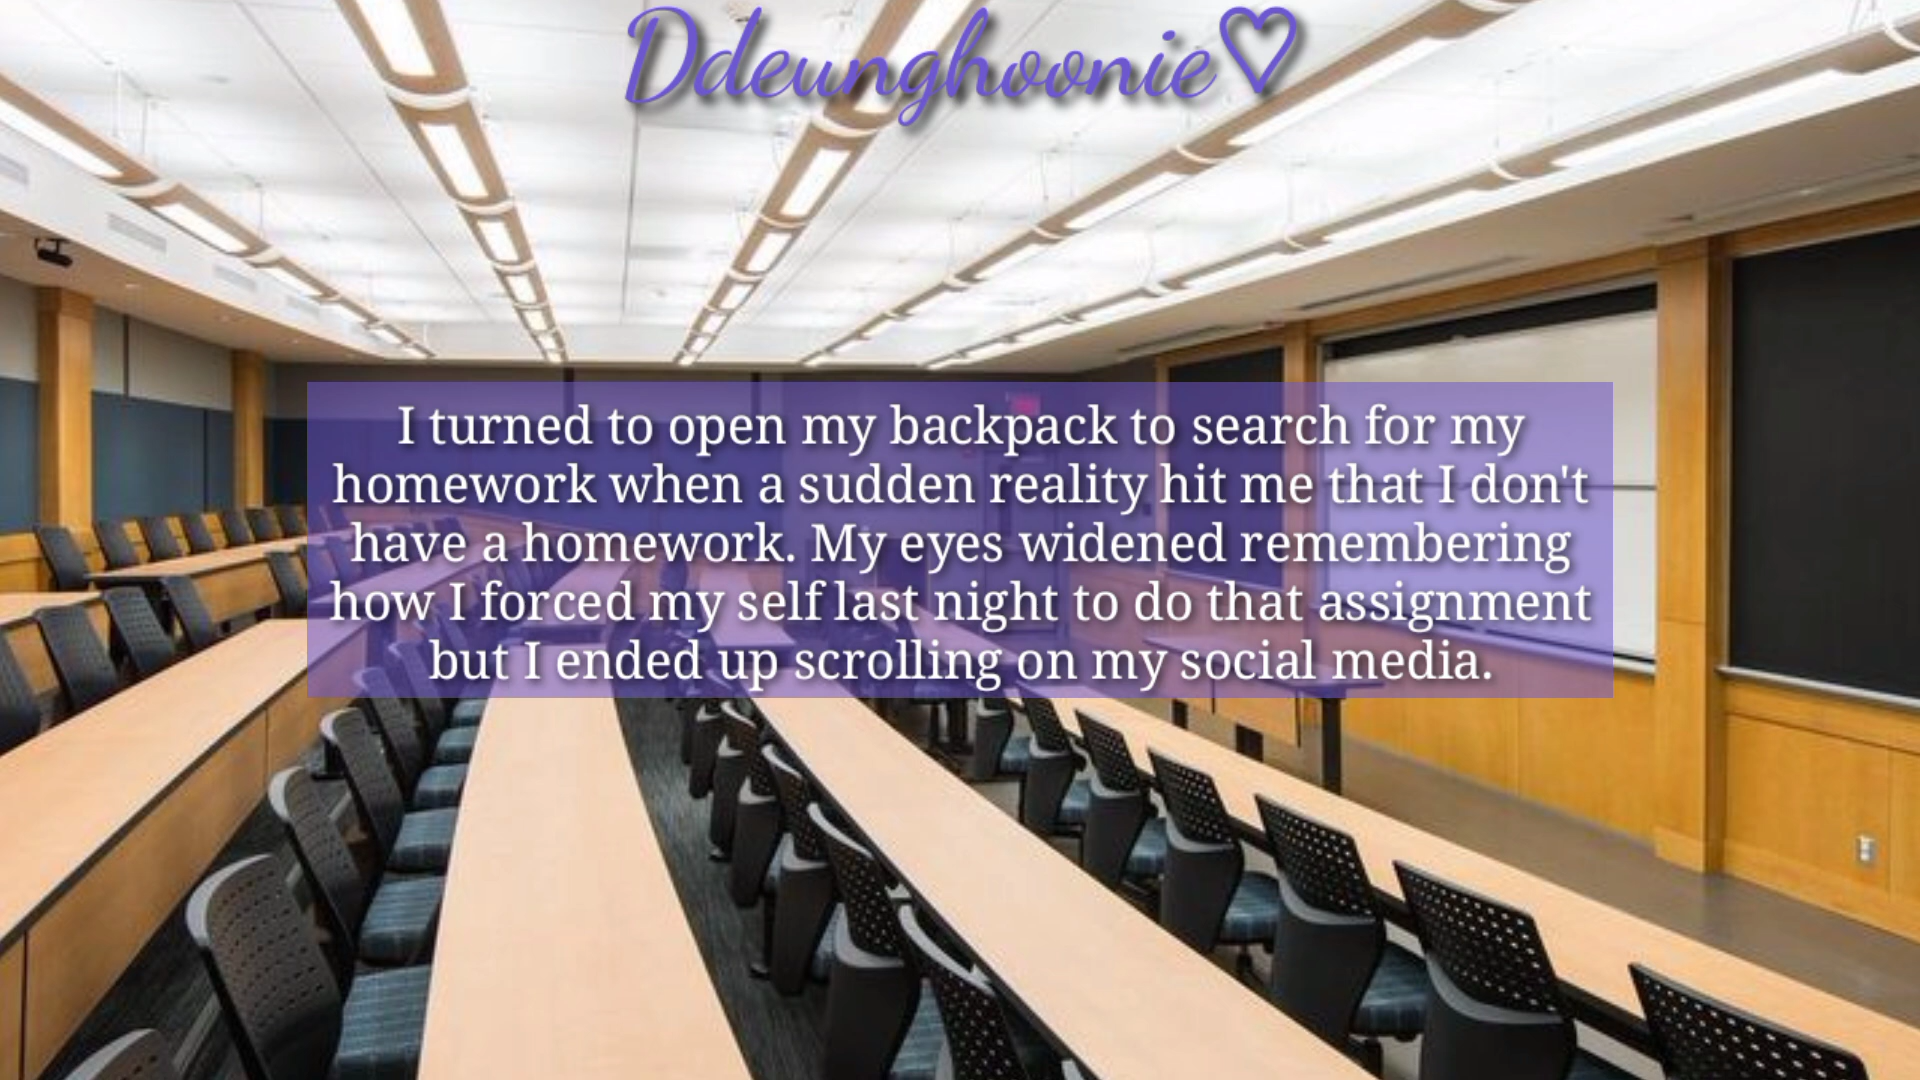 Ddeunghoonie♡
I turned to open my backpack to search for my
homework when a sudden reality hit me that I don't
have a homework. My eyes widened remembering
how I forced my self last night to do that assignment
but I ended up scrolling on my social media.